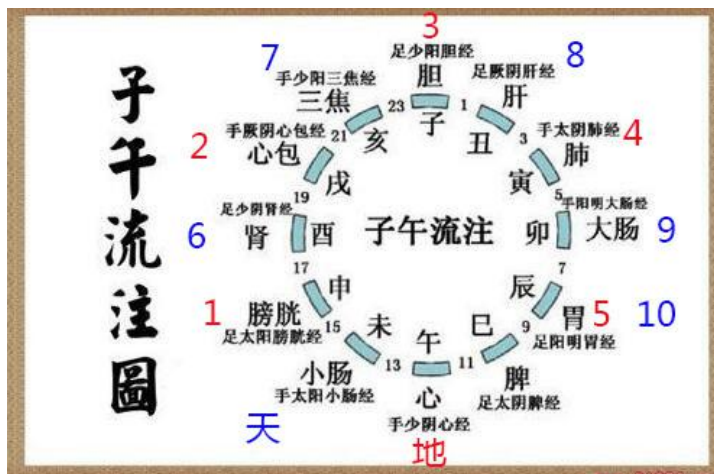 子午流注圖
3
足少阳胆经
7
足厥阴肝经
8
手少阳三焦经
胆
三焦
23
1
肝
子
手厥阴心包经
21
亥
丑
3
手太阴肺经
4
2
心包
肺
戌
寅
19
5
足少阴肾经
手阳明大肠经
6
肾
酉
子午流注
卯
大肠
9
17
7
申
辰
1
膀胱
胃
5
10
足太阳膀胱经
15
未
午
巳
9
足阳明胃经
13
11
小肠
心
脾
手太阳小肠经
足太阴脾经
手少阴心经
天
地